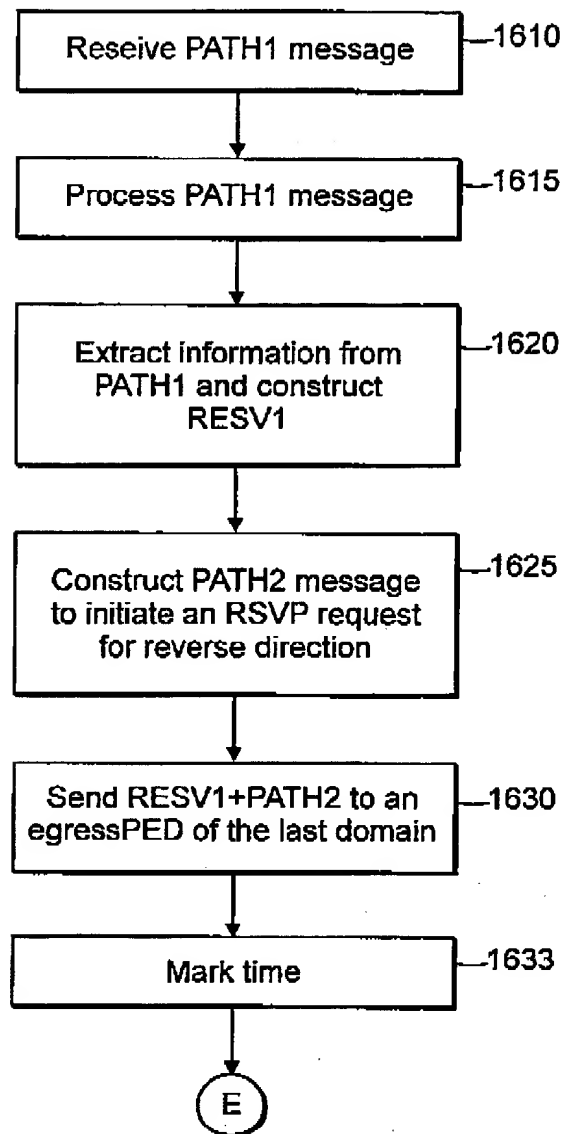 Reseive PATH1 message
1610
Process PATH1 message
1615
Extract information from
PATH1 and construct
RESV1
1620
Construct PATH2 message
to initiate an RSVP request
for reverse direction
1625
Send RESV1+PATH2 to an
egressPED of the last domain
1630
Mark time
1633
E